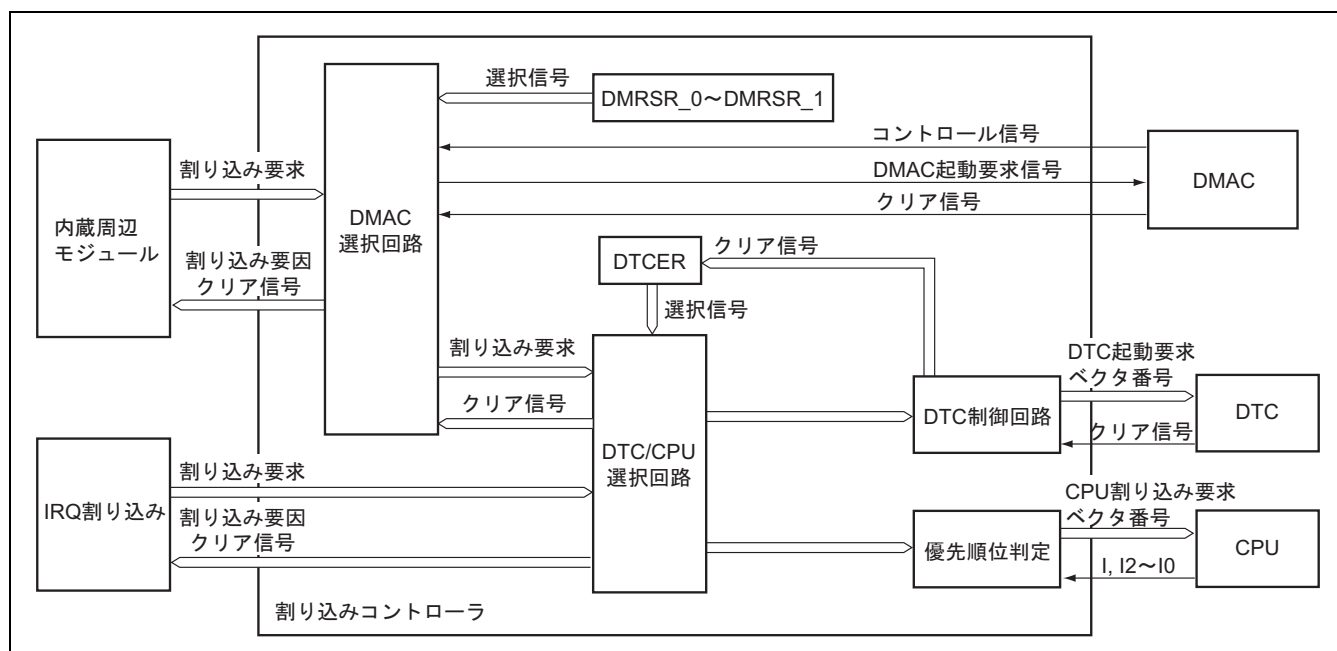 選択信号
DMRSR_0～DMRSR_1
コントロール信号
割り込み要求
DMAC起動要求信号
DMAC
DMAC
選択回路
クリア信号
内蔵周辺
モジュール
割り込み要因
クリア信号
DTCER
クリア信号
選択信号
割り込み要求
DTC起動要求
ベクタ番号
クリア信号
DTC制御回路
DTC
クリア信号
DTC/CPU
選択回路
割り込み要求
IRQ割り込み
割り込み要因
クリア信号
CPU割り込み要求
ベクタ番号
優先順位判定
CPU
I, I2～I0
割り込みコントローラ